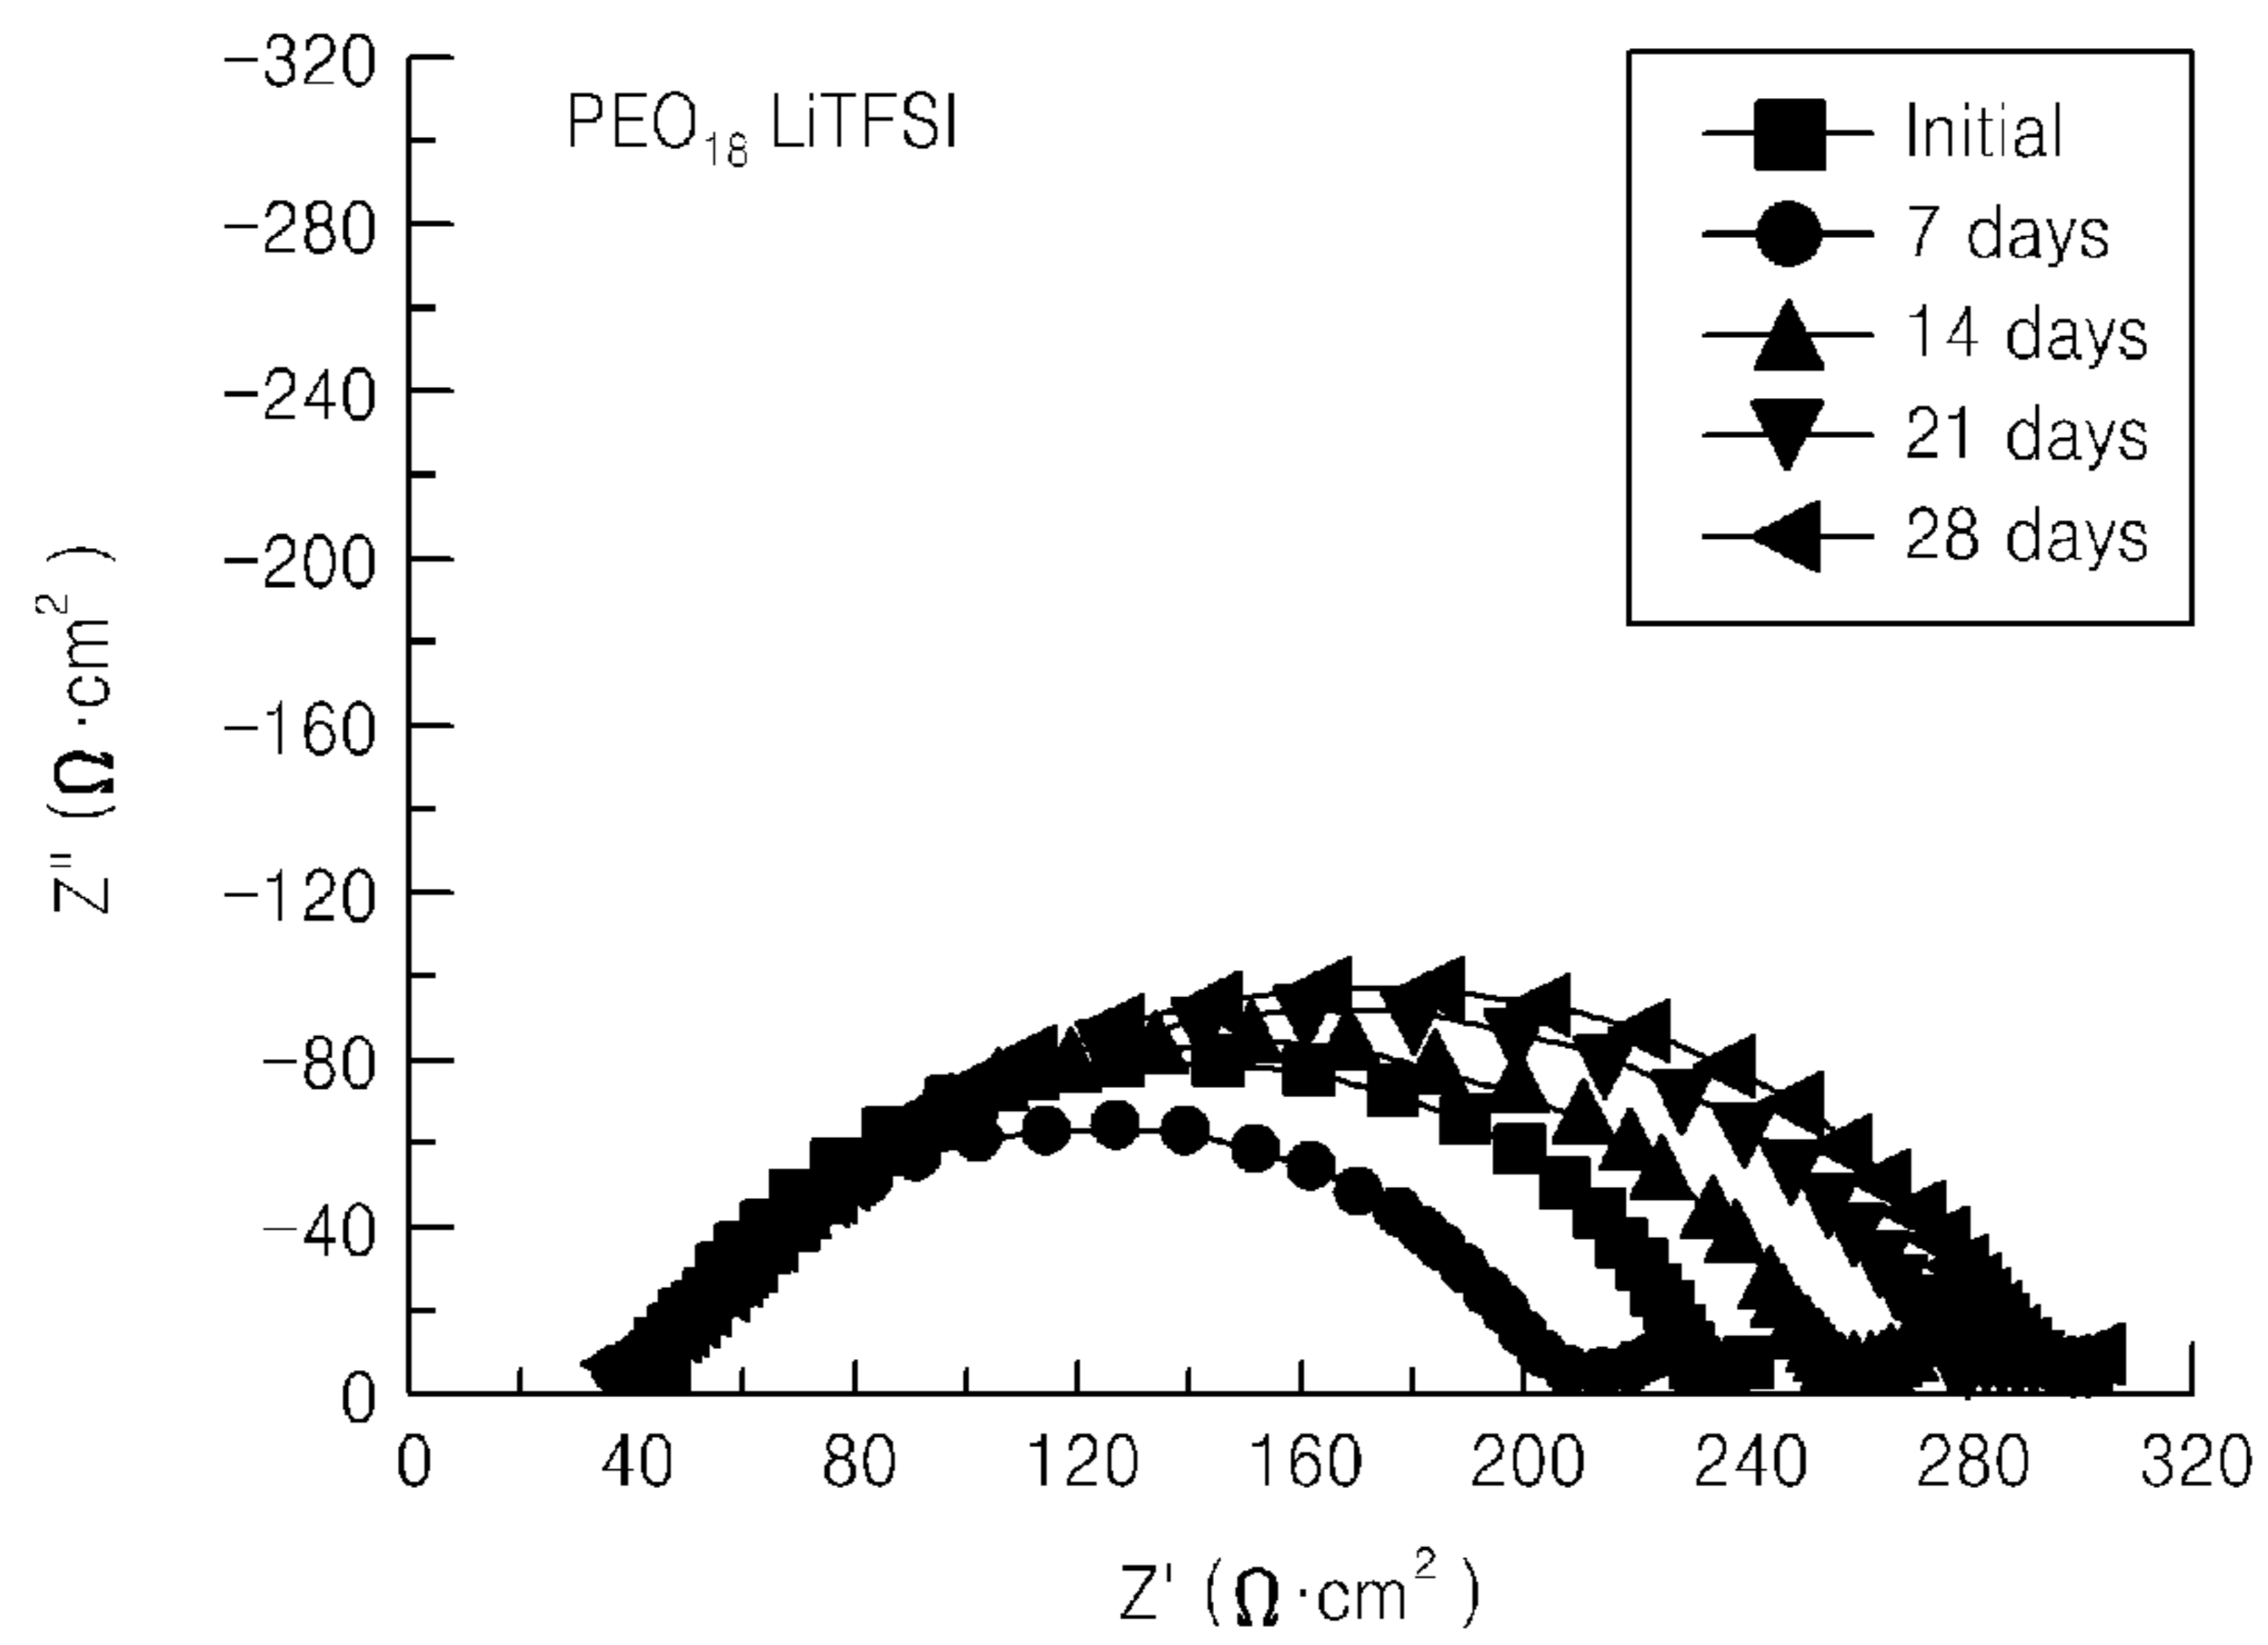 -320
-280
-240
-200
-160
-120
-80
-40
0
Z" (Ω·cm²)
PEO₁₈ LiTFSI
Initial
7 days
14 days
21 days
28 days
0 40 80 120 160 200 240 280 320
Z' (Ω·cm²)